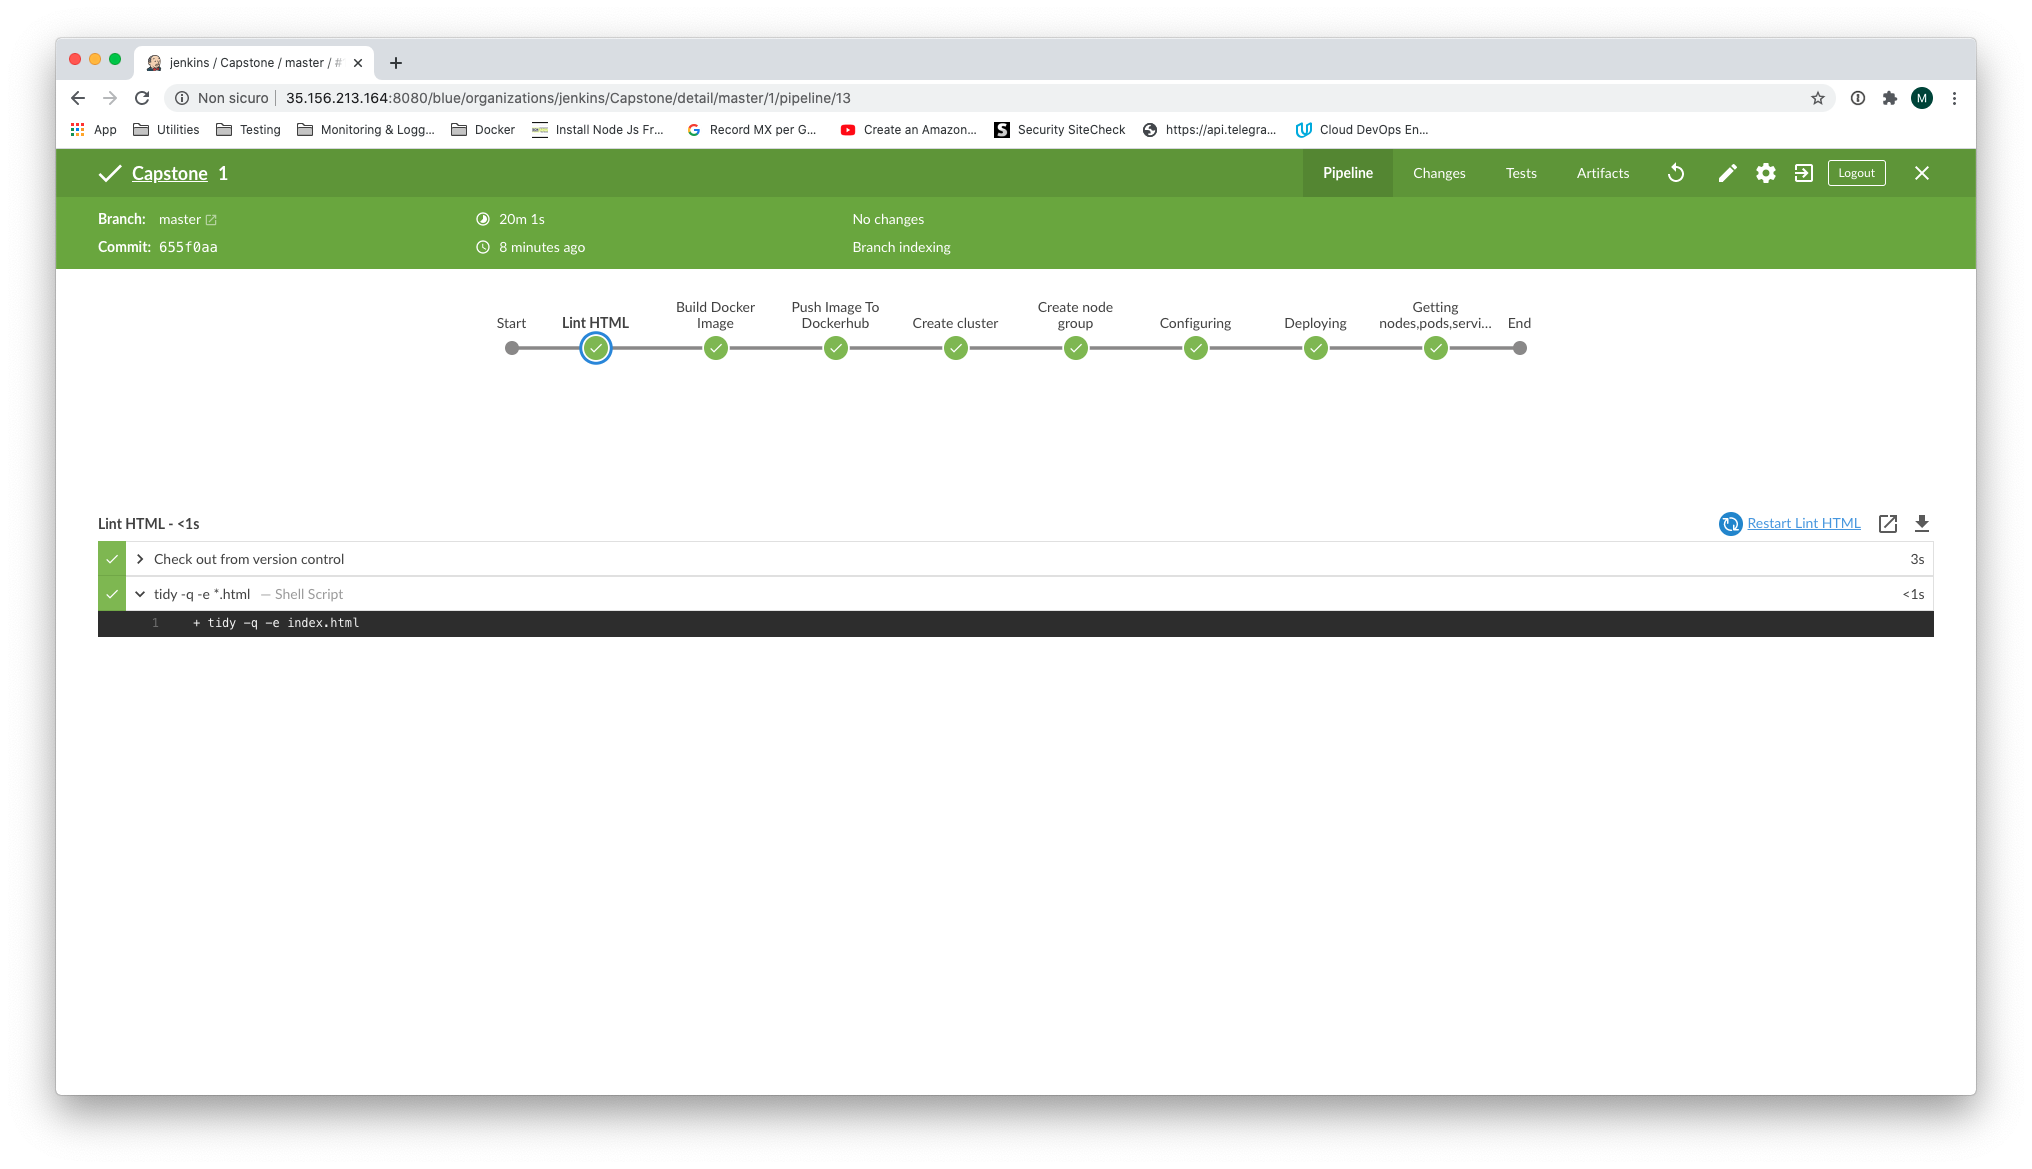 jenkins / Capstone / master / #
Non sicuro 35.156.213.164:8080/blue/organizations/jenkins/Capstone/detail/master/1/pipeline/13
M
App Utilities Testing Monitoring & Logg... Docker Install Node Js Fr... Record MX per G... Create an Amazon... Security SiteCheck https://api.telegra... Cloud DevOps En...
Capstone 1 Pipeline Changes Tests Artifacts Logout
Branch: master 20m 1s No changes
Commit: 655f0aa 8 minutes ago Branch indexing
Start
Lint HTML
Build Docker
Image
Push Image To
Dockerhub
Create cluster
Create node
group
Configuring
Deploying
Getting
nodes,pods,servi...
End
Lint HTML - <1s Restart Lint HTML
Check out from version control 3s
tidy -q -e *.html — Shell Script <1s
1 + tidy -q -e index.html